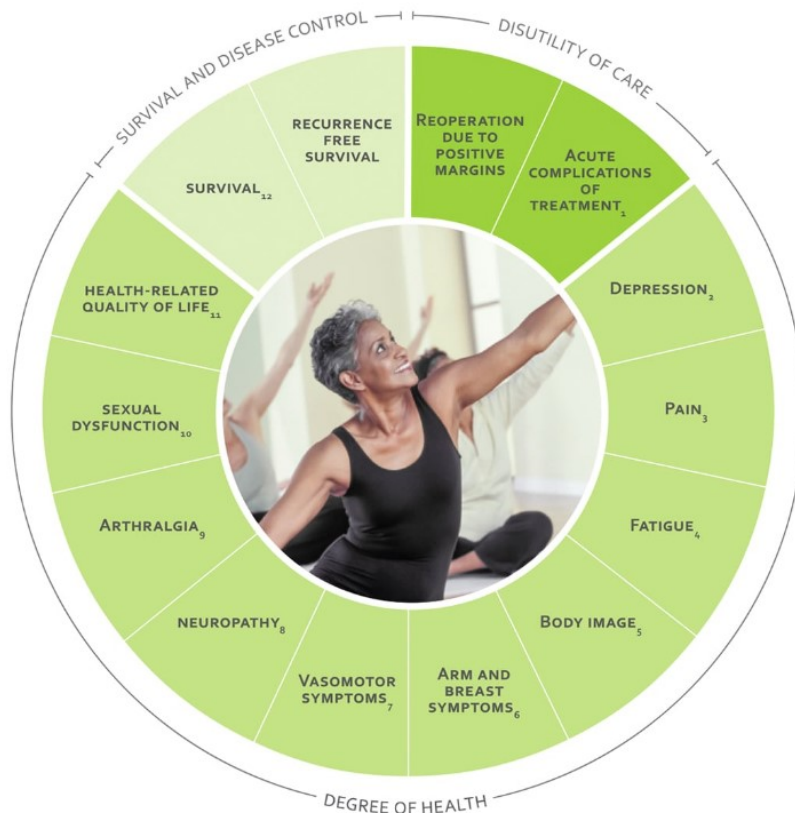 SURVIVAL AND DISEASE CONTROL
DISUTILITY OF CARE
RECURRENCE
FREE
SURVIVAL
REOPERATION
DUE TO
POSITIVE
MARGINS
ACUTE
COMPLICATIONS
OF
TREATMENT₁
DEPRESSION₂
PAIN₃
FATIGUE₄
BODY IMAGE₅
ARM AND
BREAST
SYMPTOMS₆
VASOMOTOR
SYMPTOMS₇
NEUROPATHY₈
ARTHRALGIA₉
SEXUAL
DYSFUNCTION₁₀
HEALTH-RELATED
QUALITY OF LIFE₁₁
SURVIVAL₁₂
DEGREE OF HEALTH